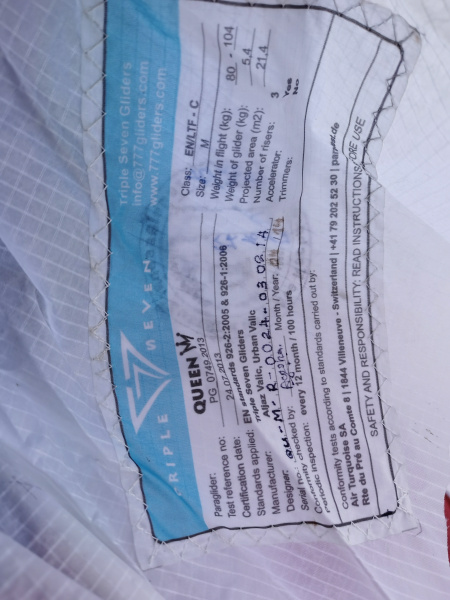 TRIPLE SEVEN
Triple Seven Gliders
info@777gliders.com
www.777gliders.com
Paraglider: QUEEN
Test reference no: PG_0749.2013
Certification date: 24.07.2013
Standards applied: EN standards 926-2:2005 & 926-1:2006
Manufacturer: Triple Seven Gliders
Designer: Aljaz Valic, Urban Valic
Serial no.: QU-M-R-0024-03 02 14
Conformity checked by: Month / Year:
Periodic inspection: every 12 month / 100 hours
Class: EN/LTF - C
Size: M
Weight in flight (kg): 80 - 104
Weight of glider (kg): 5.4
Projected area (m2): 21.4
Number of risers: 3
Accelerator: Yes
Trimmers: No
Conformity tests according to standards carried out by:
Air Turquoise SA
Rte du Pré au Comte 8 | 1844 Villeneuve - Switzerland | +41 79 202 52 30 |
SAFETY AND RESPONSIBILITY: READ INSTRUCTIONS USE